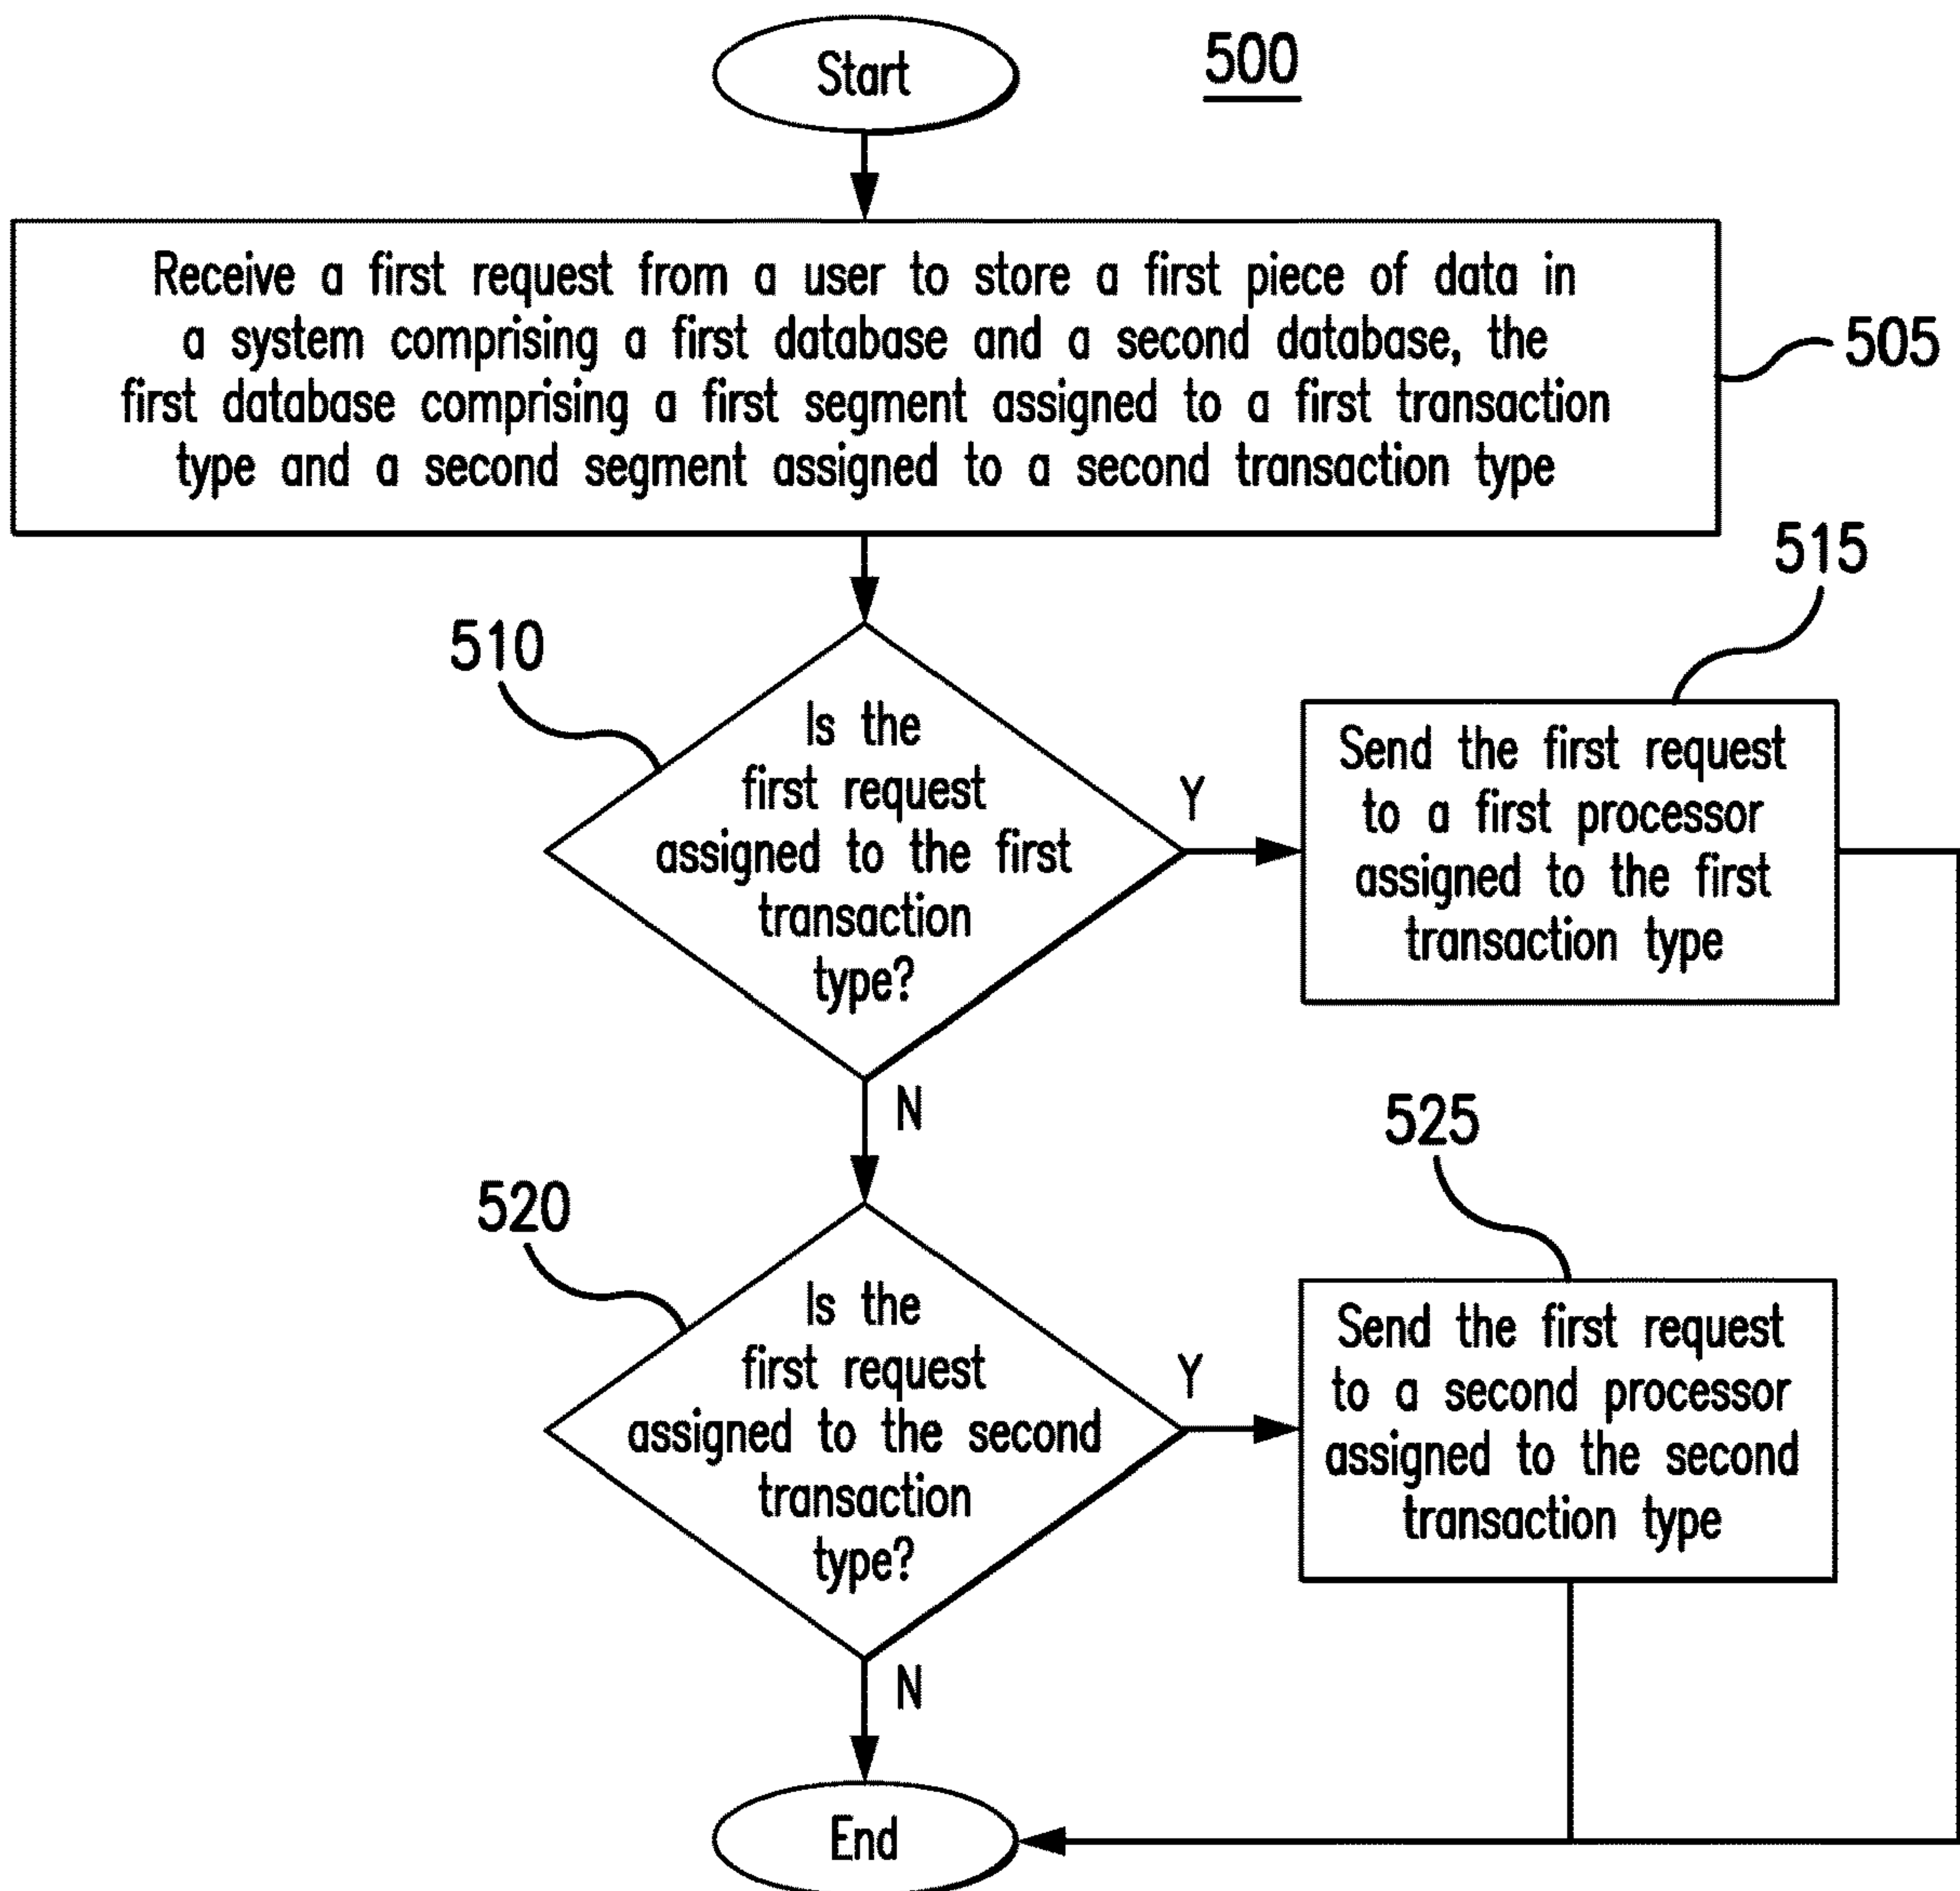 Start
500
Receive a first request from a user to store a first piece of data in
a system comprising a first database and a second database, the
first database comprising a first segment assigned to a first transaction
type and a second segment assigned to a second transaction type
505
510
Is the
first request
assigned to the first
transaction
type?
Y
N
515
Send the first request
to a first processor
assigned to the first
transaction type
520
Is the
first request
assigned to the second
transaction
type?
Y
N
525
Send the first request
to a second processor
assigned to the second
transaction type
End